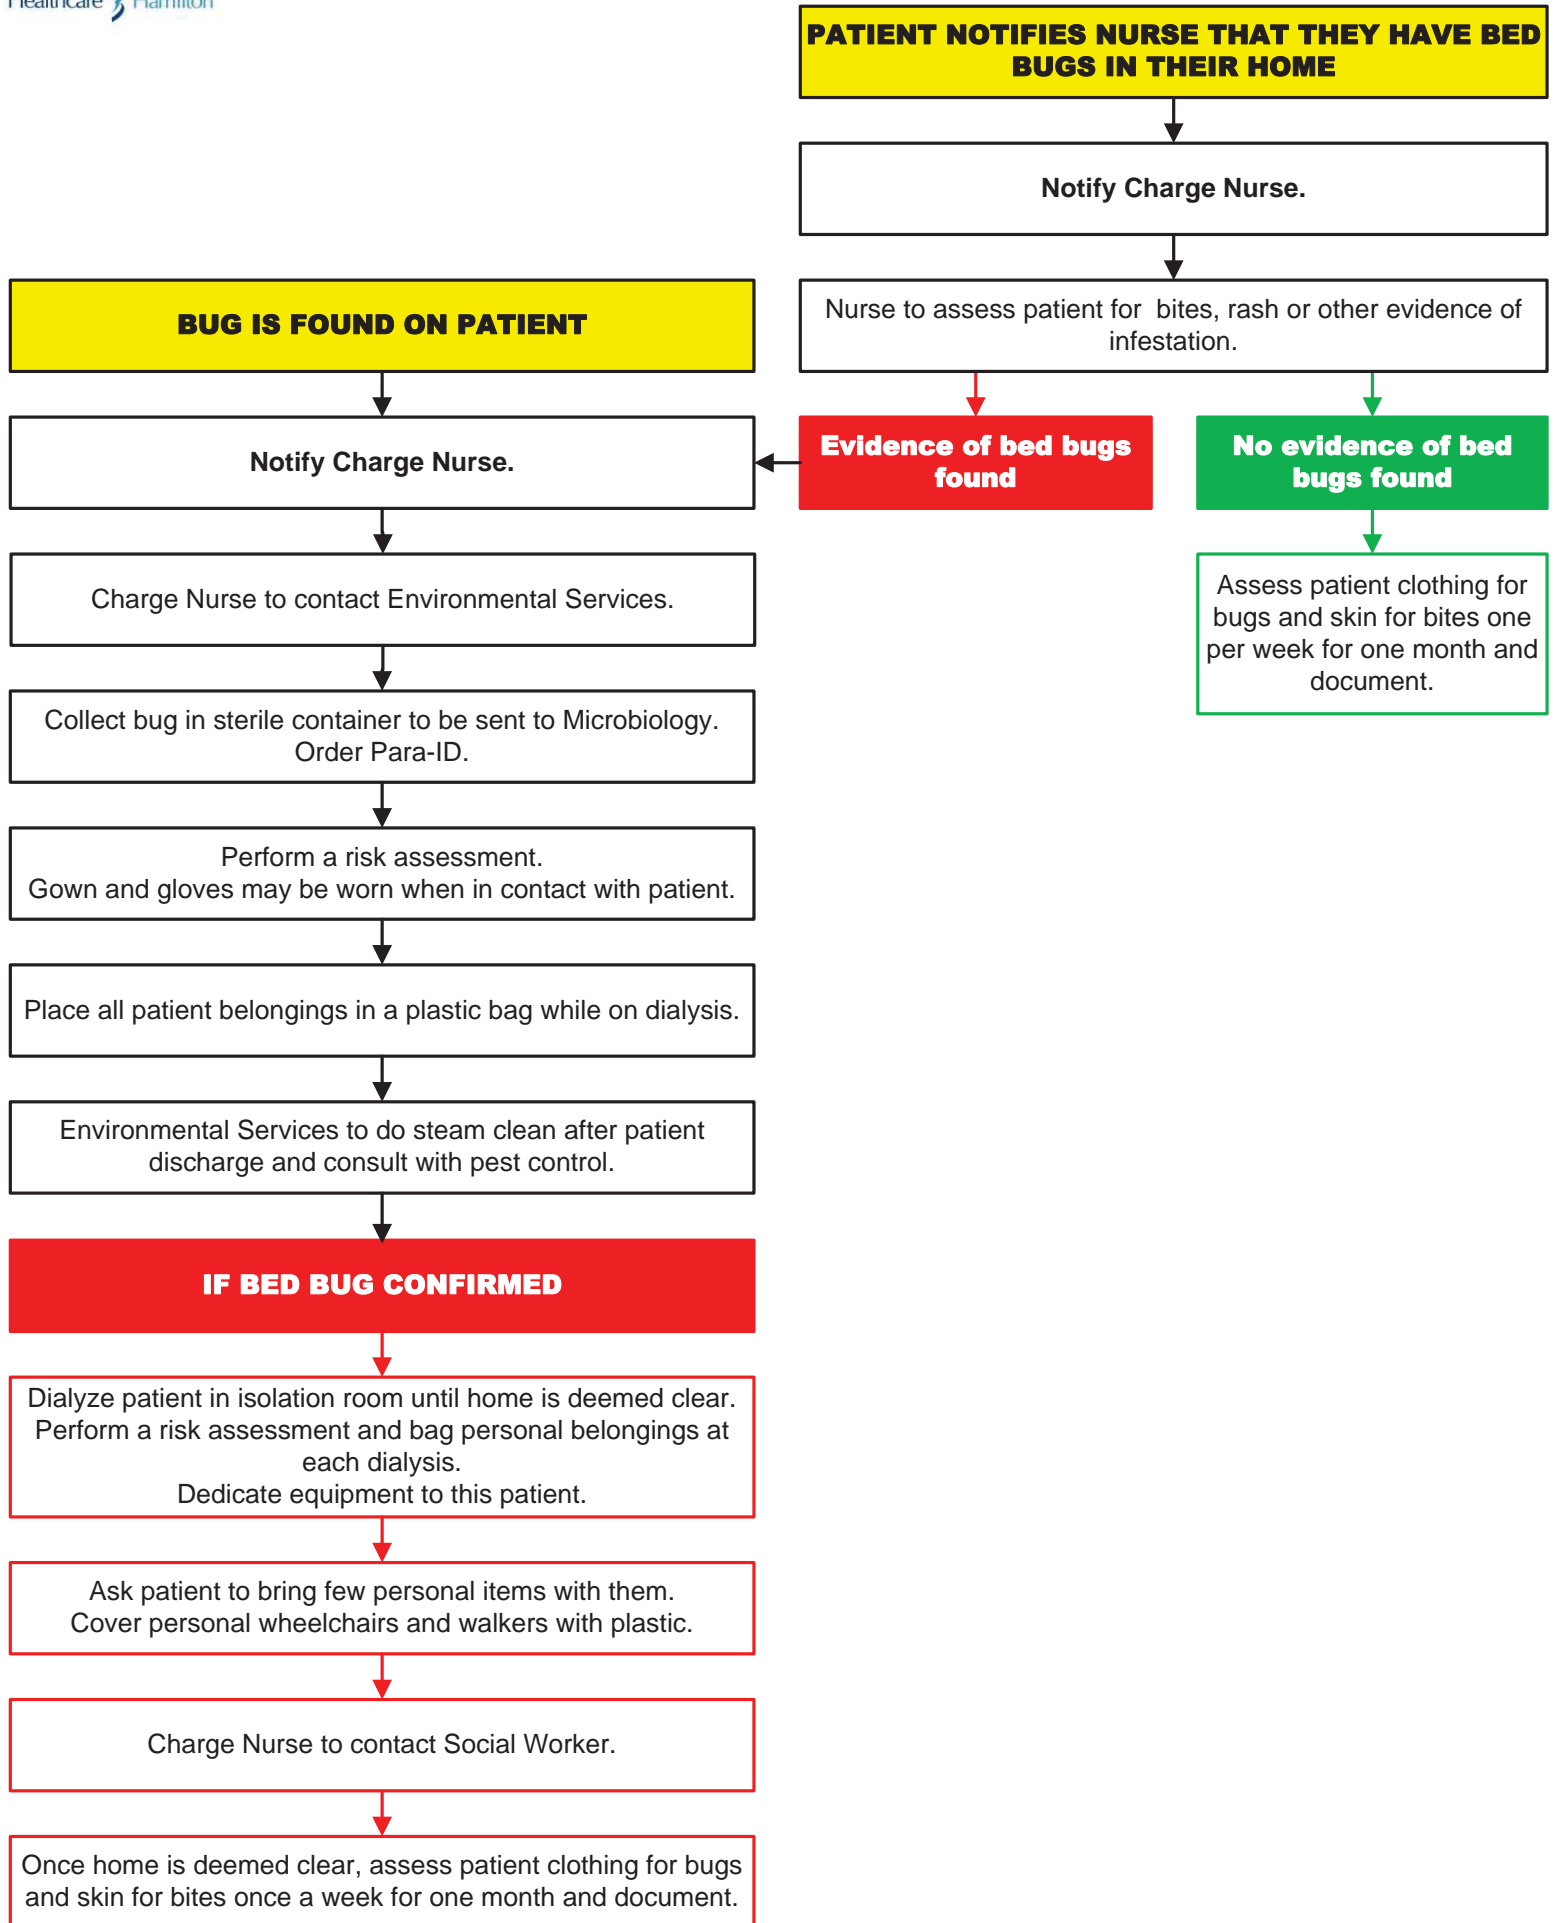 Healthcare Hamilton
PATIENT NOTIFIES NURSE THAT THEY HAVE BED
BUGS IN THEIR HOME
Notify Charge Nurse.
Nurse to assess patient for  bites, rash or other evidence of
infestation.
Evidence of bed bugs
found
No evidence of bed
bugs found
Assess patient clothing for
bugs and skin for bites one
per week for one month and
document.
BUG IS FOUND ON PATIENT
Notify Charge Nurse.
Charge Nurse to contact Environmental Services.
Collect bug in sterile container to be sent to Microbiology.
Order Para-ID.
Perform a risk assessment.
Gown and gloves may be worn when in contact with patient.
Place all patient belongings in a plastic bag while on dialysis.
Environmental Services to do steam clean after patient
discharge and consult with pest control.
IF BED BUG CONFIRMED
Dialyze patient in isolation room until home is deemed clear.
Perform a risk assessment and bag personal belongings at
each dialysis.
Dedicate equipment to this patient.
Ask patient to bring few personal items with them.
Cover personal wheelchairs and walkers with plastic.
Charge Nurse to contact Social Worker.
Once home is deemed clear, assess patient clothing for bugs
and skin for bites once a week for one month and document.